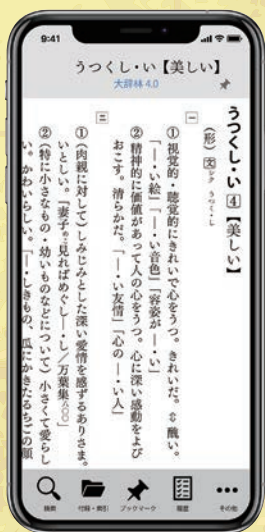 9:41
うつくし・い【美しい】
大辞林 4.0
うつくし・い 4 【美しい】
（形）文 シク うつく・し
一
① 視覚的・聴覚的にきれいで心をうつ。きれいだ。⇔醜い。
「―・い絵」「―・い音色」「容姿が―・い」
② 精神的に価値があって人の心をうつ。心に深い感動をよび
おこす。清らかだ。「―・い友情」「心の―・い人」
二
① （肉親に対して）しみじみとした深い愛情を感ずるありさま。
いとしい。「妻子見ればめぐし―・し／万葉集八〇〇」
② （特に小さなもの・幼いものなどについて）小さくて愛らし
い。かわいらしい。「―・しきもの、瓜にかきたるちごの顔
検索
付録・索引
ブックマーク
履歴
その他